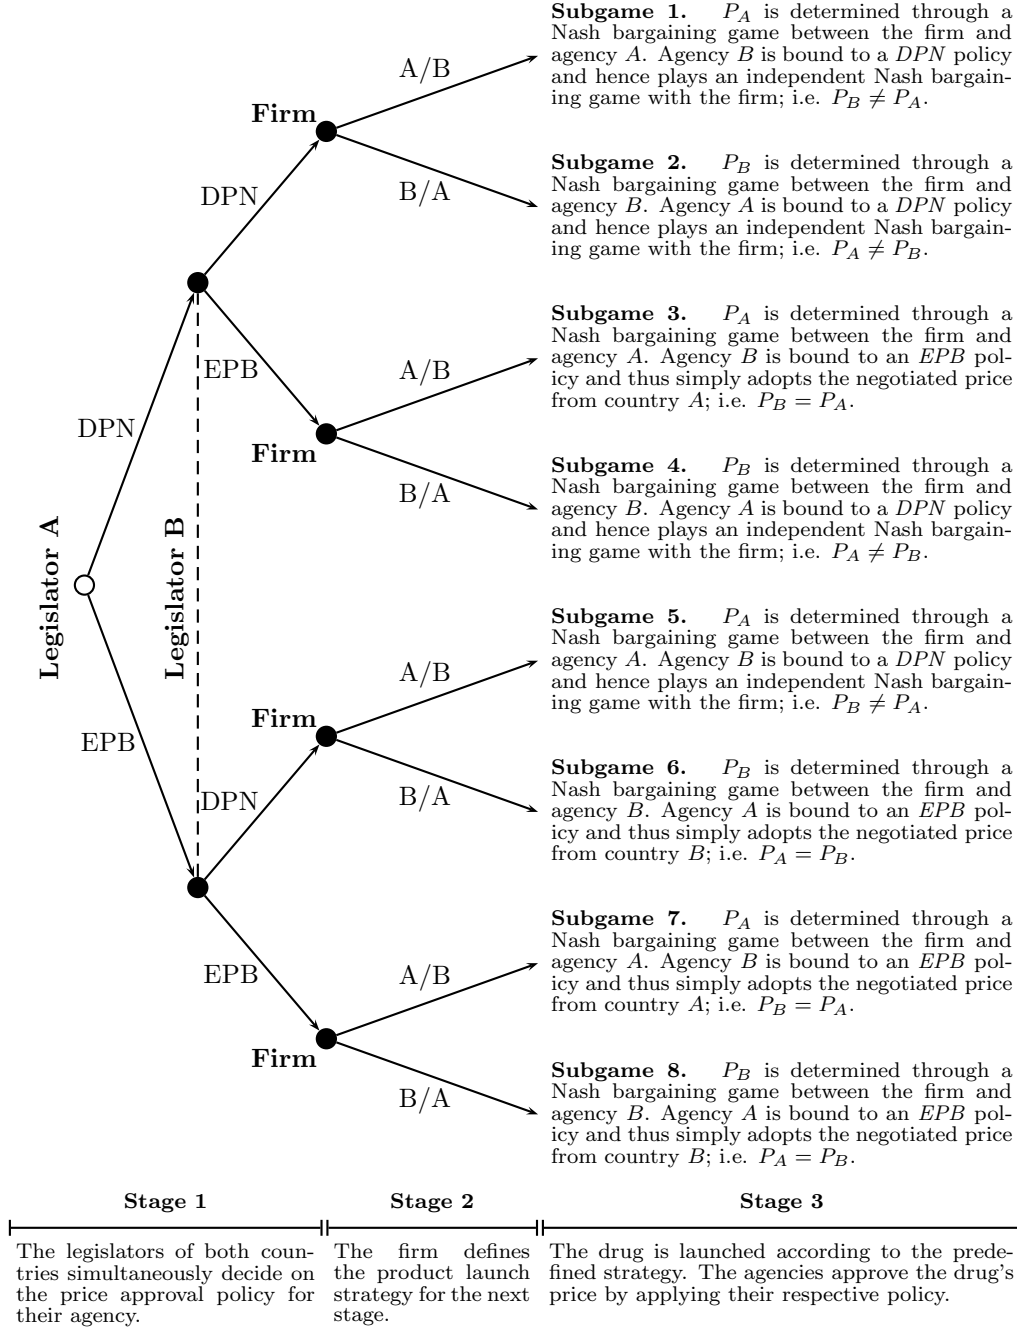 Subgame 1. P_A is determined through a
Nash bargaining game between the firm and
agency A. Agency B is bound to a DPN policy
and hence plays an independent Nash bargain-
ing game with the firm; i.e. P_B ≠ P_A.
A/B
Firm
B/A
DPN
Subgame 2. P_B is determined through a
Nash bargaining game between the firm and
agency B. Agency A is bound to a DPN policy
and hence plays an independent Nash bargain-
ing game with the firm; i.e. P_A ≠ P_B.
Subgame 3. P_A is determined through a
Nash bargaining game between the firm and
agency A. Agency B is bound to an EPB pol-
icy and thus simply adopts the negotiated price
from country A; i.e. P_B = P_A.
EPB
A/B
DPN
Firm
B/A
Subgame 4. P_B is determined through a
Nash bargaining game between the firm and
agency B. Agency A is bound to a DPN policy
and hence plays an independent Nash bargain-
ing game with the firm; i.e. P_A ≠ P_B.
Legislator A
Legislator B
Subgame 5. P_A is determined through a
Nash bargaining game between the firm and
agency A. Agency B is bound to a DPN policy
and hence plays an independent Nash bargain-
ing game with the firm; i.e. P_B ≠ P_A.
A/B
Firm
EPB
DPN
B/A
Subgame 6. P_B is determined through a
Nash bargaining game between the firm and
agency B. Agency A is bound to an EPB pol-
icy and thus simply adopts the negotiated price
from country B; i.e. P_A = P_B.
Subgame 7. P_A is determined through a
Nash bargaining game between the firm and
agency A. Agency B is bound to an EPB pol-
icy and thus simply adopts the negotiated price
from country A; i.e. P_B = P_A.
EPB
A/B
Firm
B/A
Subgame 8. P_B is determined through a
Nash bargaining game between the firm and
agency B. Agency A is bound to an EPB pol-
icy and thus simply adopts the negotiated price
from country B; i.e. P_A = P_B.
Stage 1
The legislators of both coun-
tries simultaneously decide on
the price approval policy for
their agency.
Stage 2
The firm defines
the product launch
strategy for the next
stage.
Stage 3
The drug is launched according to the prede-
fined strategy. The agencies approve the drug's
price by applying their respective policy.